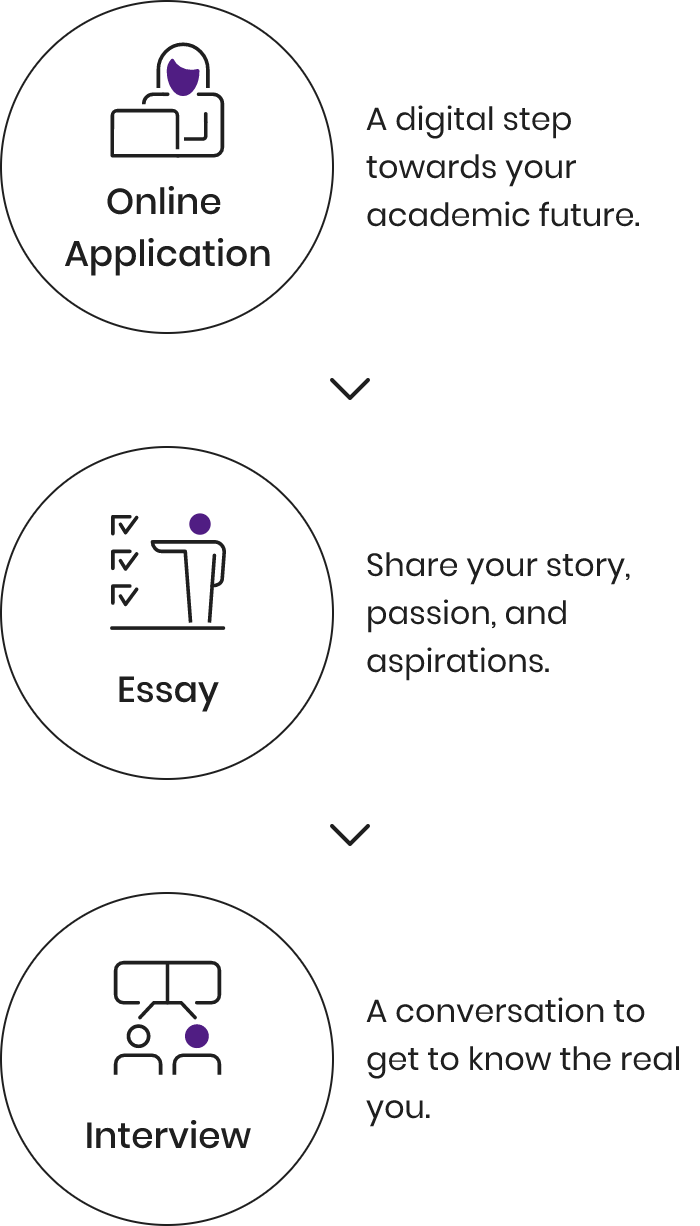 Online
Application
A digital step
towards your
academic future.
Essay
Share your story,
passion, and
aspirations.
Interview
A conversation to
get to know the real
you.